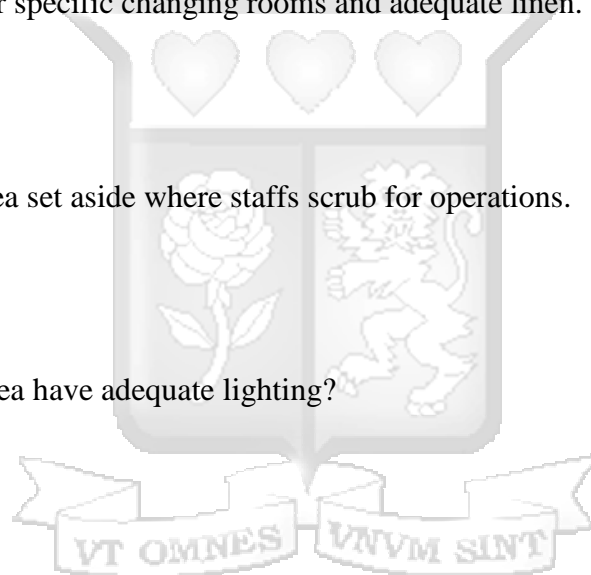 r specific changing rooms and adequate linen.
ea set aside where staffs scrub for operations.
ea have adequate lighting?
VT OMNES VNVM SINT